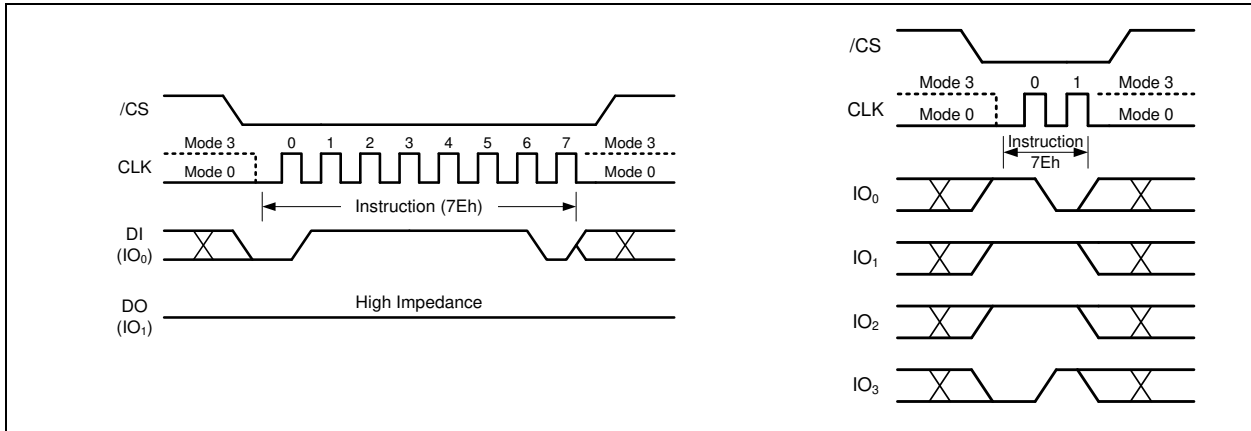 /CS
Mode 3 0 1 2 3 4 5 6 7 Mode 3
CLK
Mode 0 Mode 0
Instruction (7Eh)
DI
(IO₀)
DO
(IO₁)
High Impedance
/CS
Mode 3 0 1 Mode 3
CLK
Mode 0 Mode 0
Instruction
7Eh
IO₀
IO₁
IO₂
IO₃